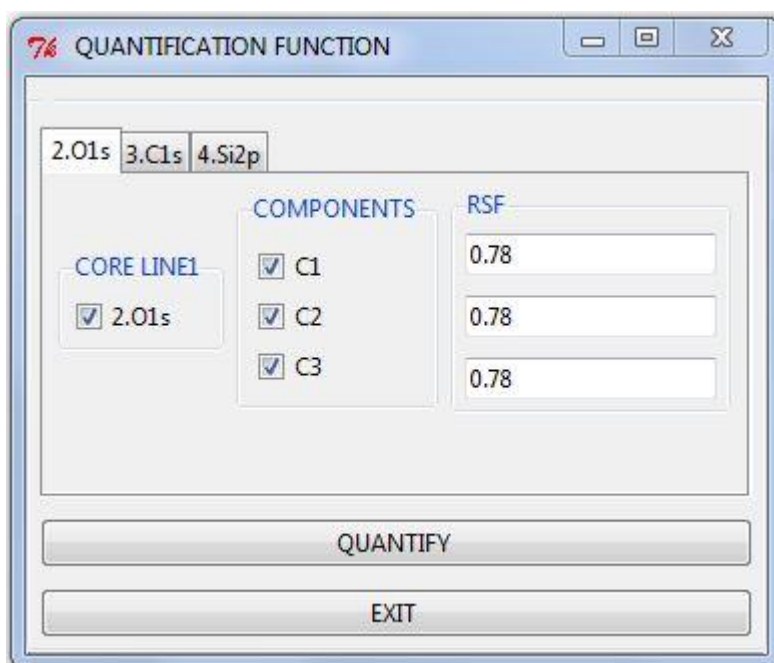 QUANTIFICATION FUNCTION
2.O1s 3.C1s 4.Si2p
CORE LINE1
2.O1s
COMPONENTS
C1
C2
C3
RSF
0.78
0.78
0.78
QUANTIFY
EXIT